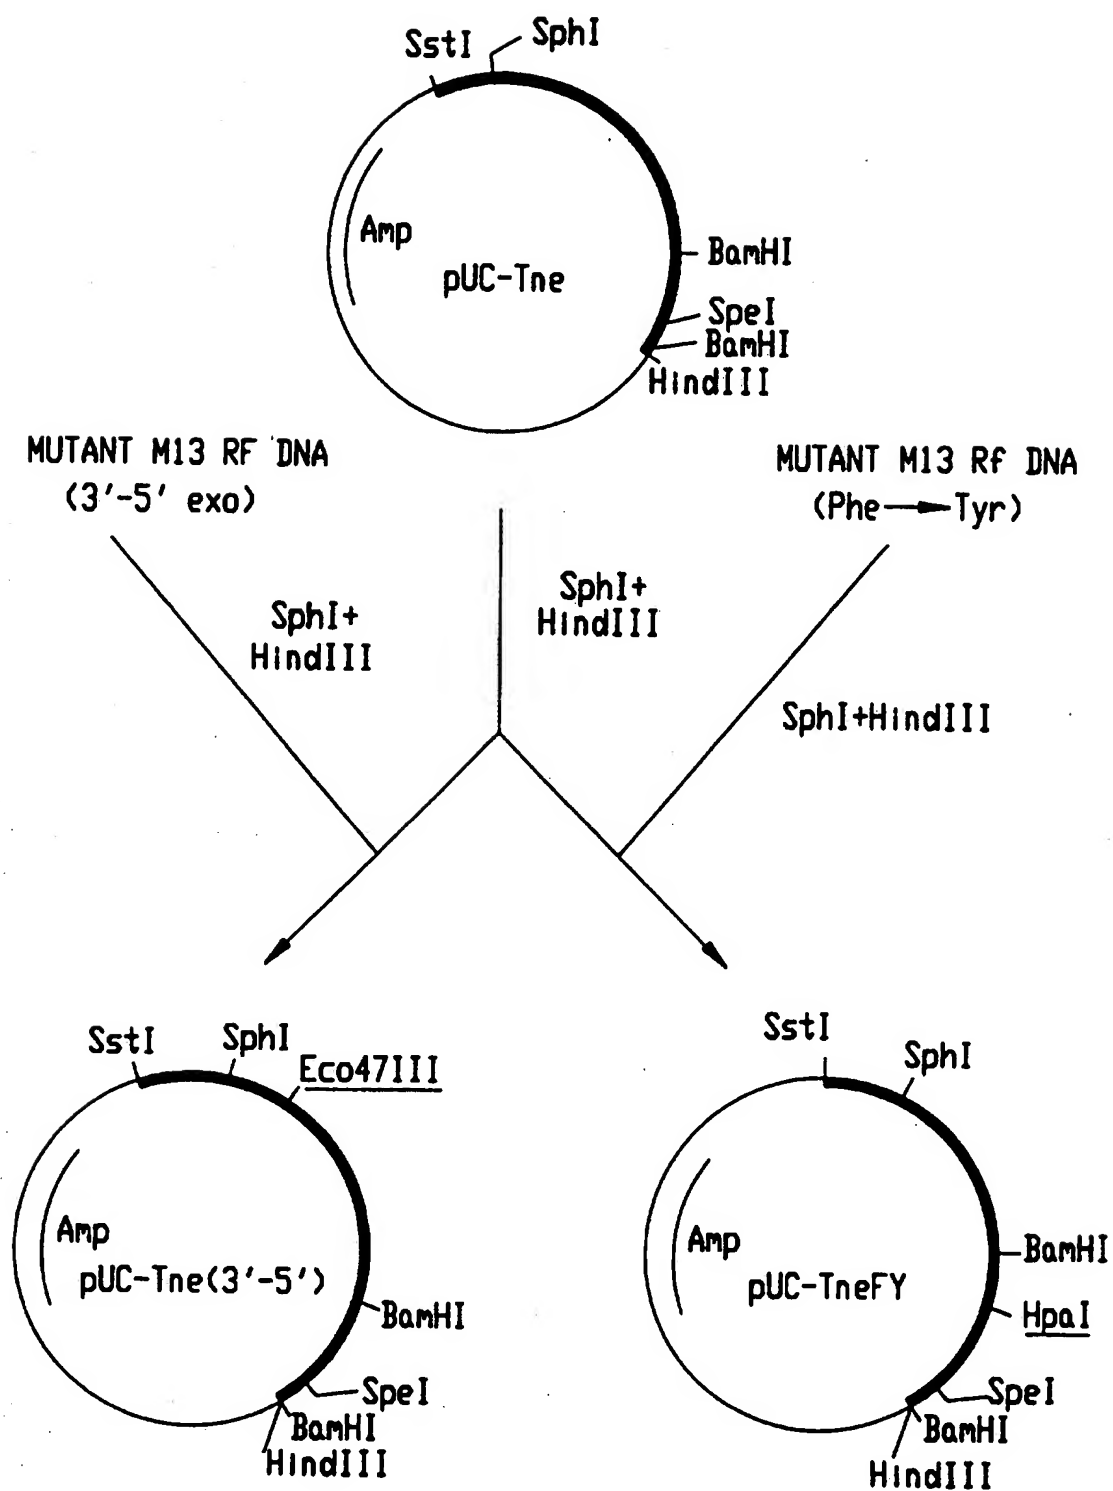 SstI
SphI
Amp
pUC-Tne
BamHI
SpeI
BamHI
HindIII
MUTANT M13 RF DNA
(3'-5' exo)
MUTANT M13 Rf DNA
(Phe→Tyr)
SphI+
HindIII
SphI+
HindIII
SphI+HindIII
SstI
SphI
Eco47III
Amp
pUC-Tne(3'-5')
BamHI
SpeI
BamHI
HindIII
SstI
SphI
Amp
pUC-TneFY
BamHI
HpaI
SpeI
BamHI
HindIII